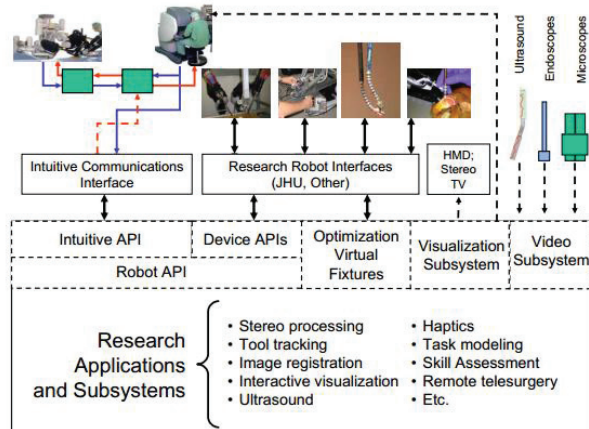 Ultrasound
Endoscopes
Microscopes
Intuitive Communications
Interface
Research Robot Interfaces
(JHU, Other)
HMD;
Stereo
TV
Intuitive API
Device APIs
Robot API
Optimization
Virtual
Fixtures
Visualization
Subsystem
Video
Subsystem
Research
Applications
and Subsystems
• Stereo processing
• Tool tracking
• Image registration
• Interactive visualization
• Ultrasound
• Haptics
• Task modeling
• Skill Assessment
• Remote telesurgery
• Etc.